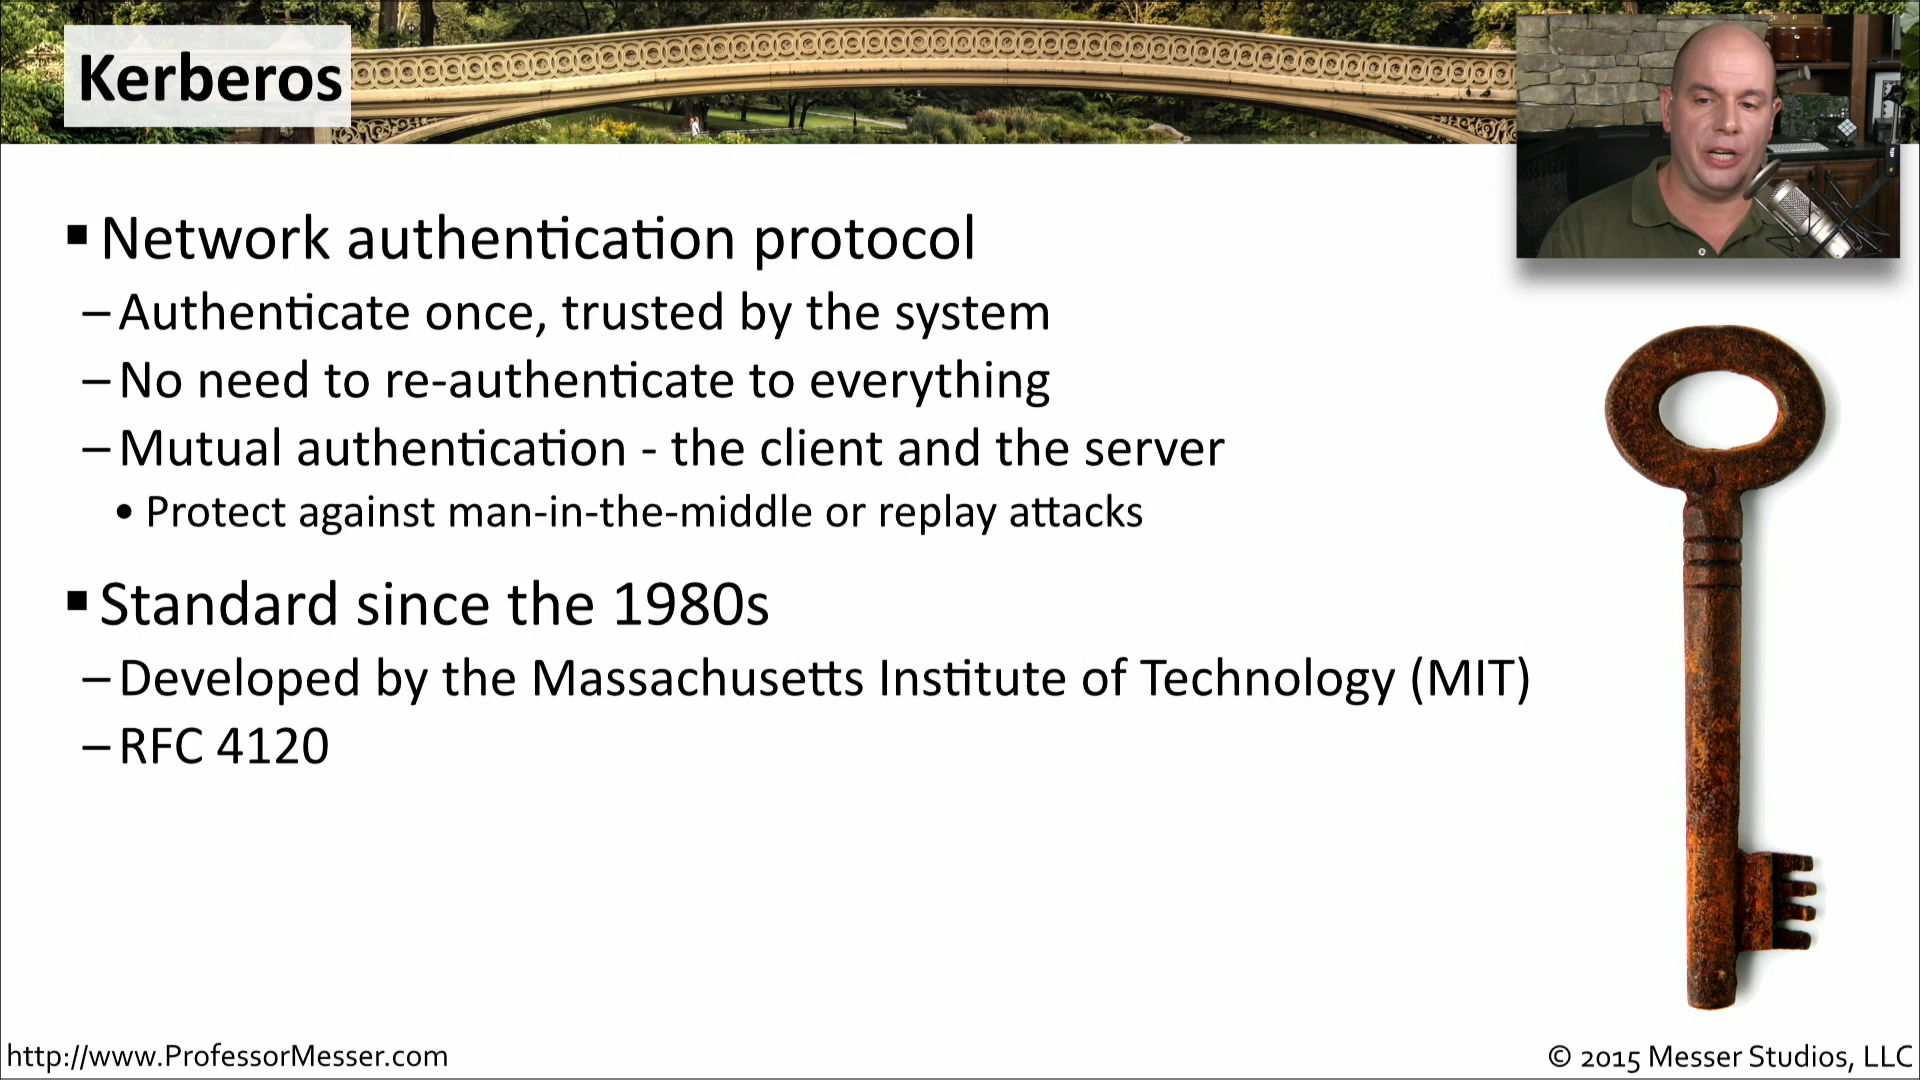 Kerberos
▪ Network authentication protocol
– Authenticate once, trusted by the system
– No need to re-authenticate to everything
– Mutual authentication - the client and the server
• Protect against man-in-the-middle or replay attacks
▪ Standard since the 1980s
– Developed by the Massachusetts Institute of Technology (MIT)
– RFC 4120
http://www.ProfessorMesser.com
© 2015 Messer Studios, LLC